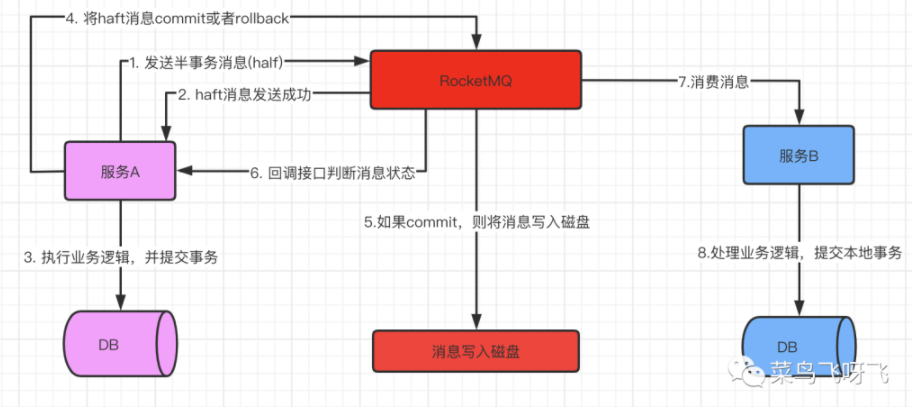 4. 将haft消息commit或者rollback
1. 发送半事务消息(half)
RocketMQ
7.消费消息
2. haft消息发送成功
服务A
6. 回调接口判断消息状态
服务B
5.如果commit，则将消息写入磁盘
3. 执行业务逻辑，并提交事务
8.处理业务逻辑，提交本地事务
DB
消息写入磁盘
DB
菜鸟飞呀飞